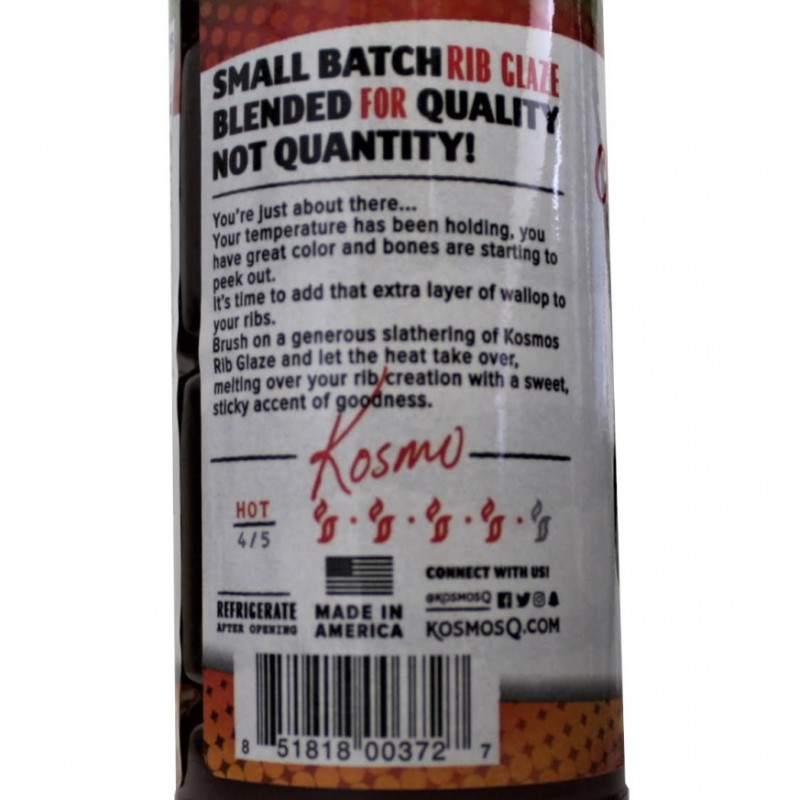 SMALL BATCH RIB GLAZE
BLENDED FOR QUALITY
NOT QUANTITY!
You're just about there...
Your temperature has been holding, you
have great color and bones are starting to
peek out.
It's time to add that extra layer of wallop to
your ribs.
Brush on a generous slathering of Kosmos
Rib Glaze and let the heat take over,
melting over your rib creation with a sweet,
sticky accent of goodness.
Kosmo
HOT
4/5
REFRIGERATE
AFTER OPENING
MADE IN
AMERICA
CONNECT WITH US!
@KOSMOSQ
KOSMOSQ.COM
8 51818 00372 7